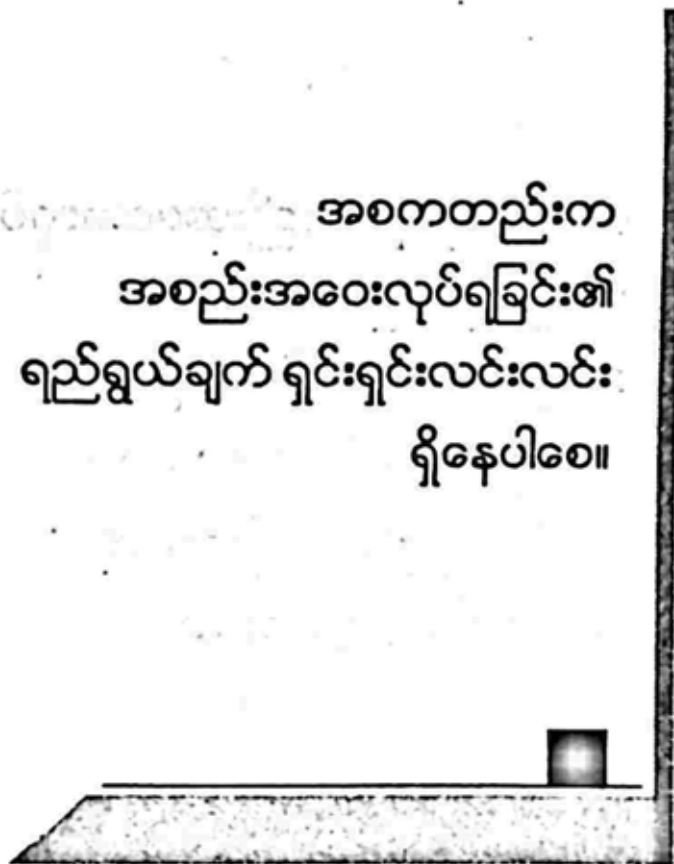 အစကတည်းက
အစည်းအဝေးလုပ်ရခြင်း၏
ရည်ရွယ်ချက် ရှင်းရှင်းလင်းလင်း
ရှိနေပါစေ။